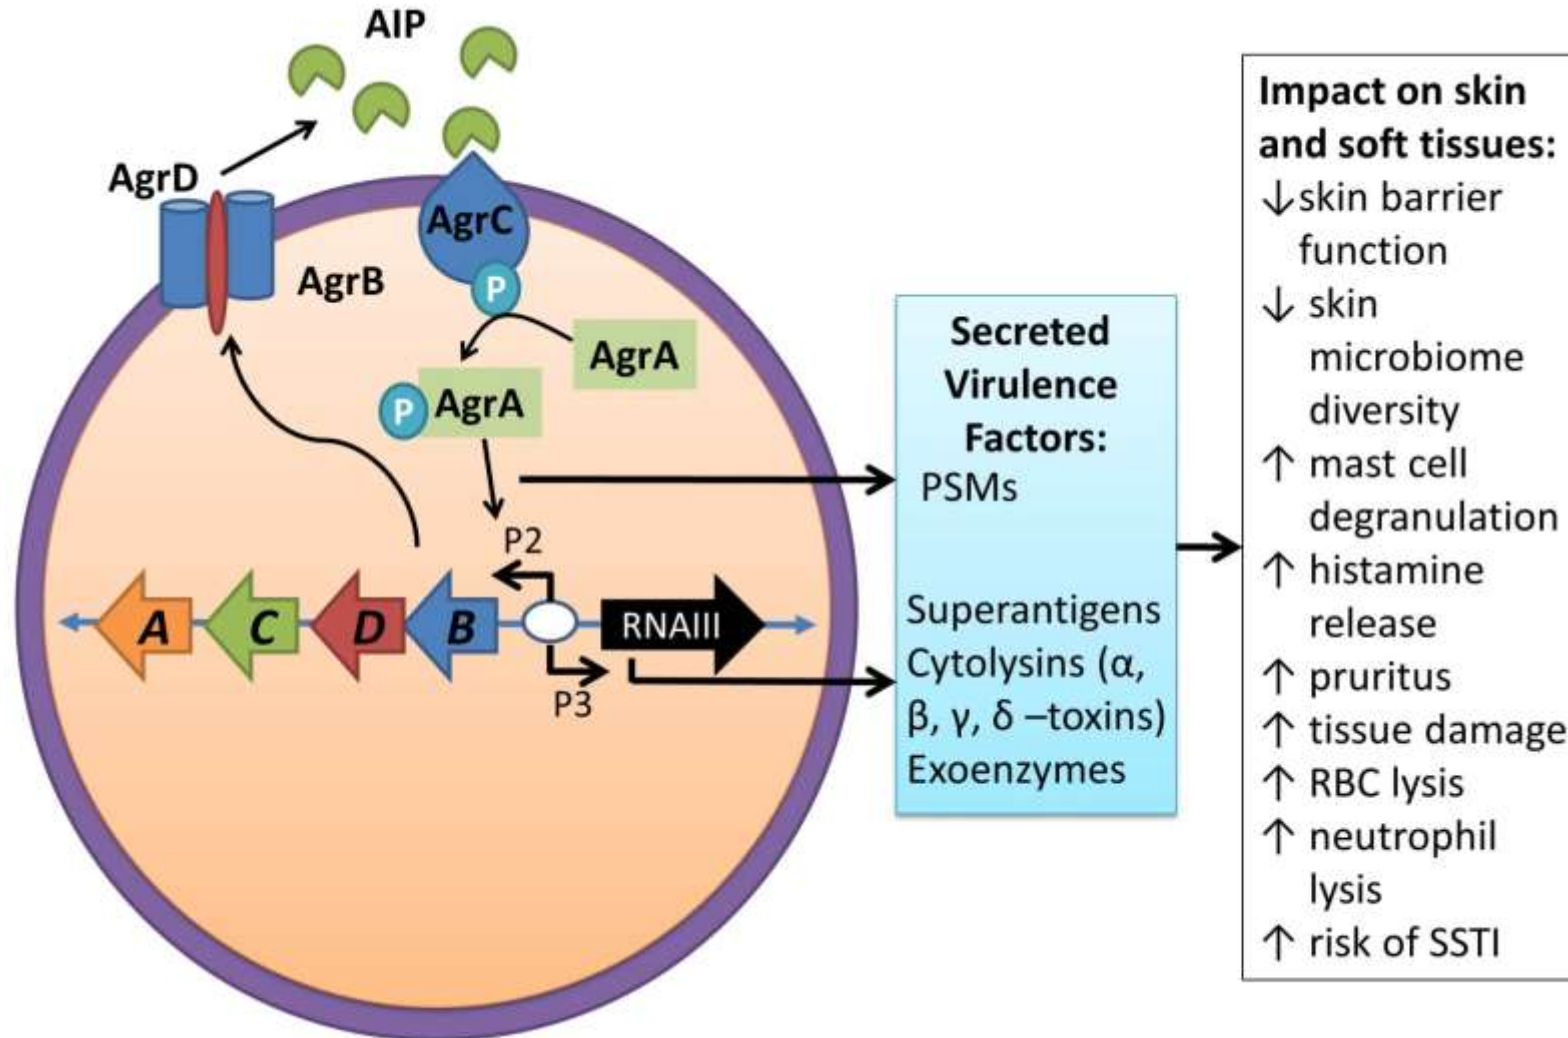 AIP
AgrD
AgrC
AgrB
P
AgrA
P
AgrA
P2
A
C
D
B
RNAIII
P3
Secreted
Virulence
Factors:
PSMs
Superantigens
Cytolysins (α,
β, γ, δ –toxins)
Exoenzymes
Impact on skin
and soft tissues:
↓skin barrier
function
↓ skin
microbiome
diversity
↑ mast cell
degranulation
↑ histamine
release
↑ pruritus
↑ tissue damage
↑ RBC lysis
↑ neutrophil
lysis
↑ risk of SSTI